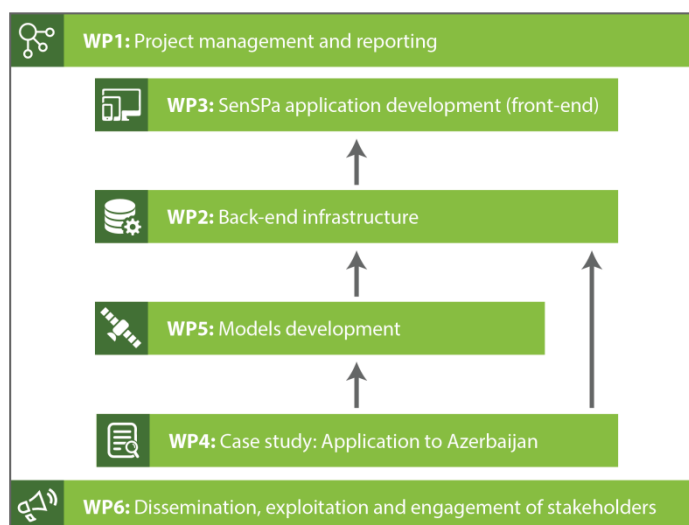 WP1: Project management and reporting
WP3: SenSPa application development (front-end)
WP2: Back-end infrastructure
WP5: Models development
WP4: Case study: Application to Azerbaijan
WP6: Dissemination, exploitation and engagement of stakeholders